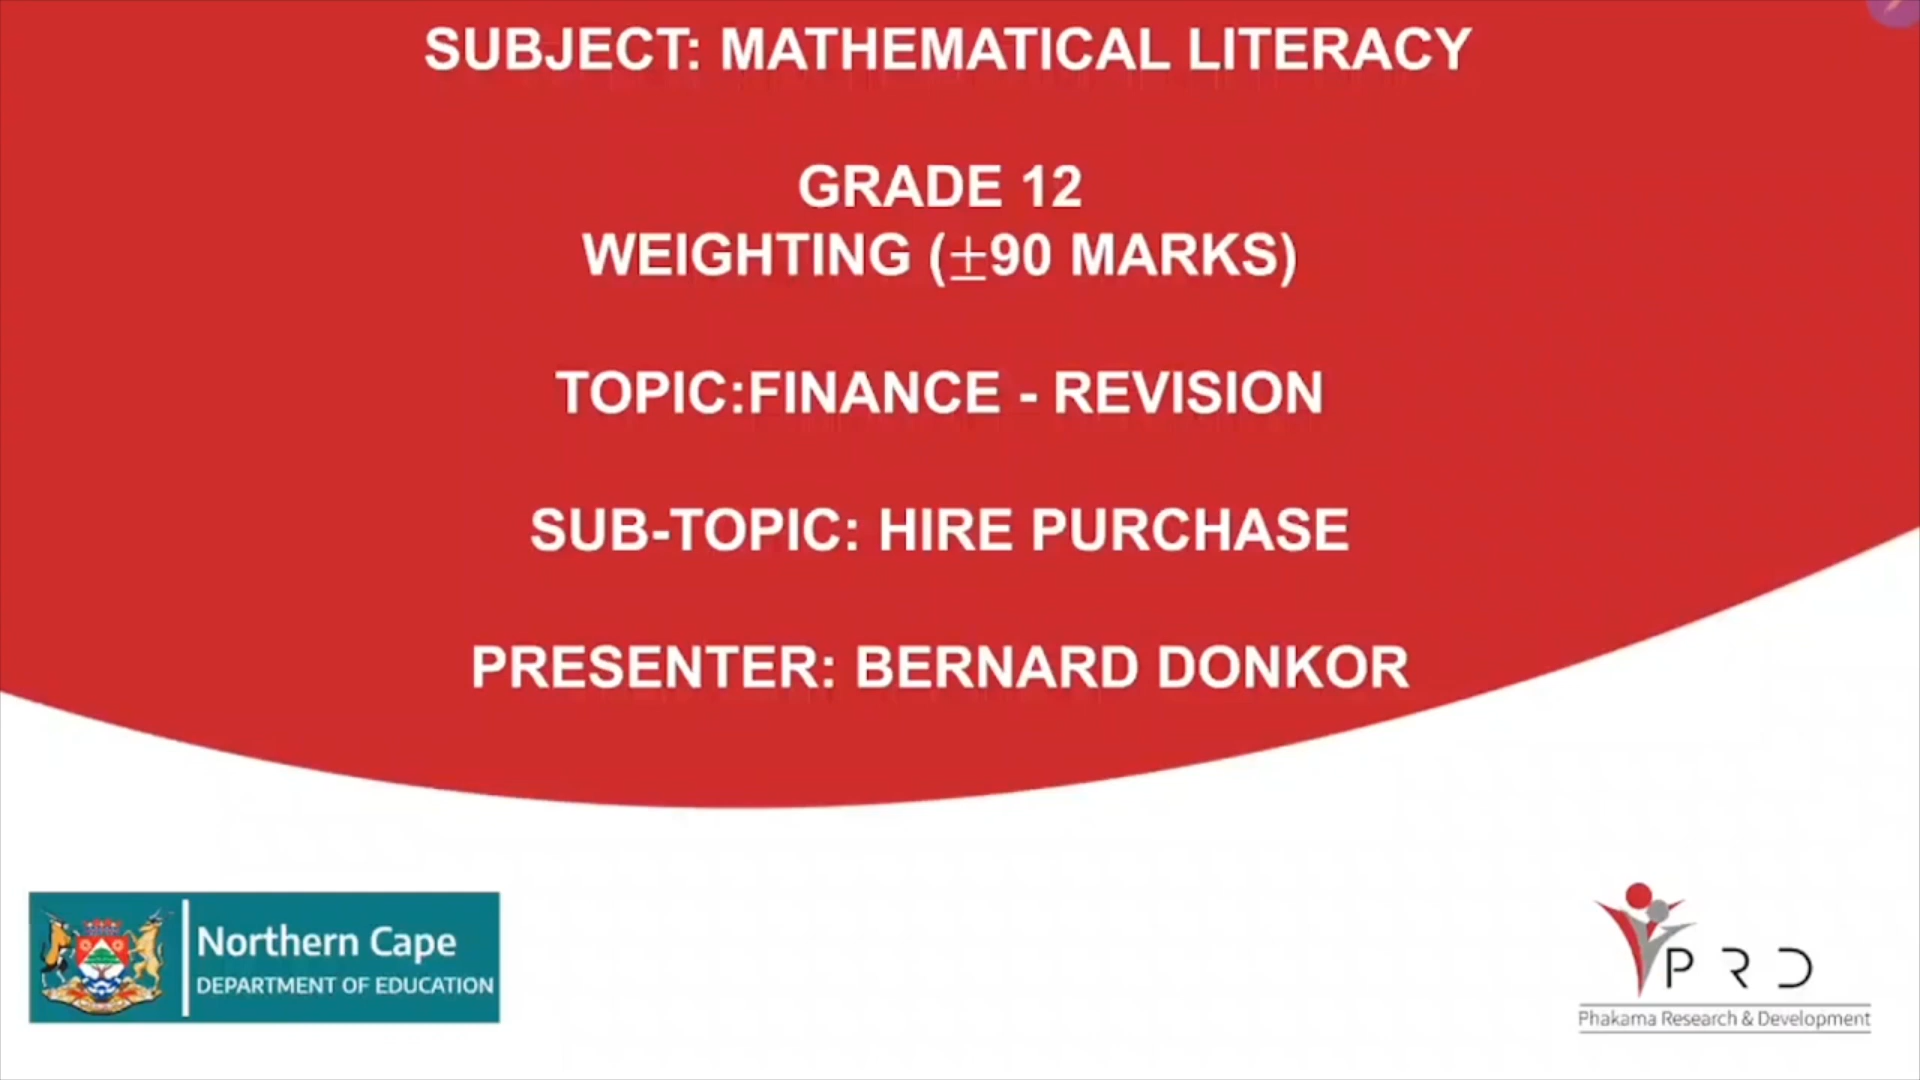 SUBJECT: MATHEMATICAL LITERACY
GRADE 12
WEIGHTING (±90 MARKS)
TOPIC:FINANCE - REVISION
SUB-TOPIC: HIRE PURCHASE
PRESENTER: BERNARD DONKOR
Northern Cape
DEPARTMENT OF EDUCATION
PRD
Phakama Research & Development